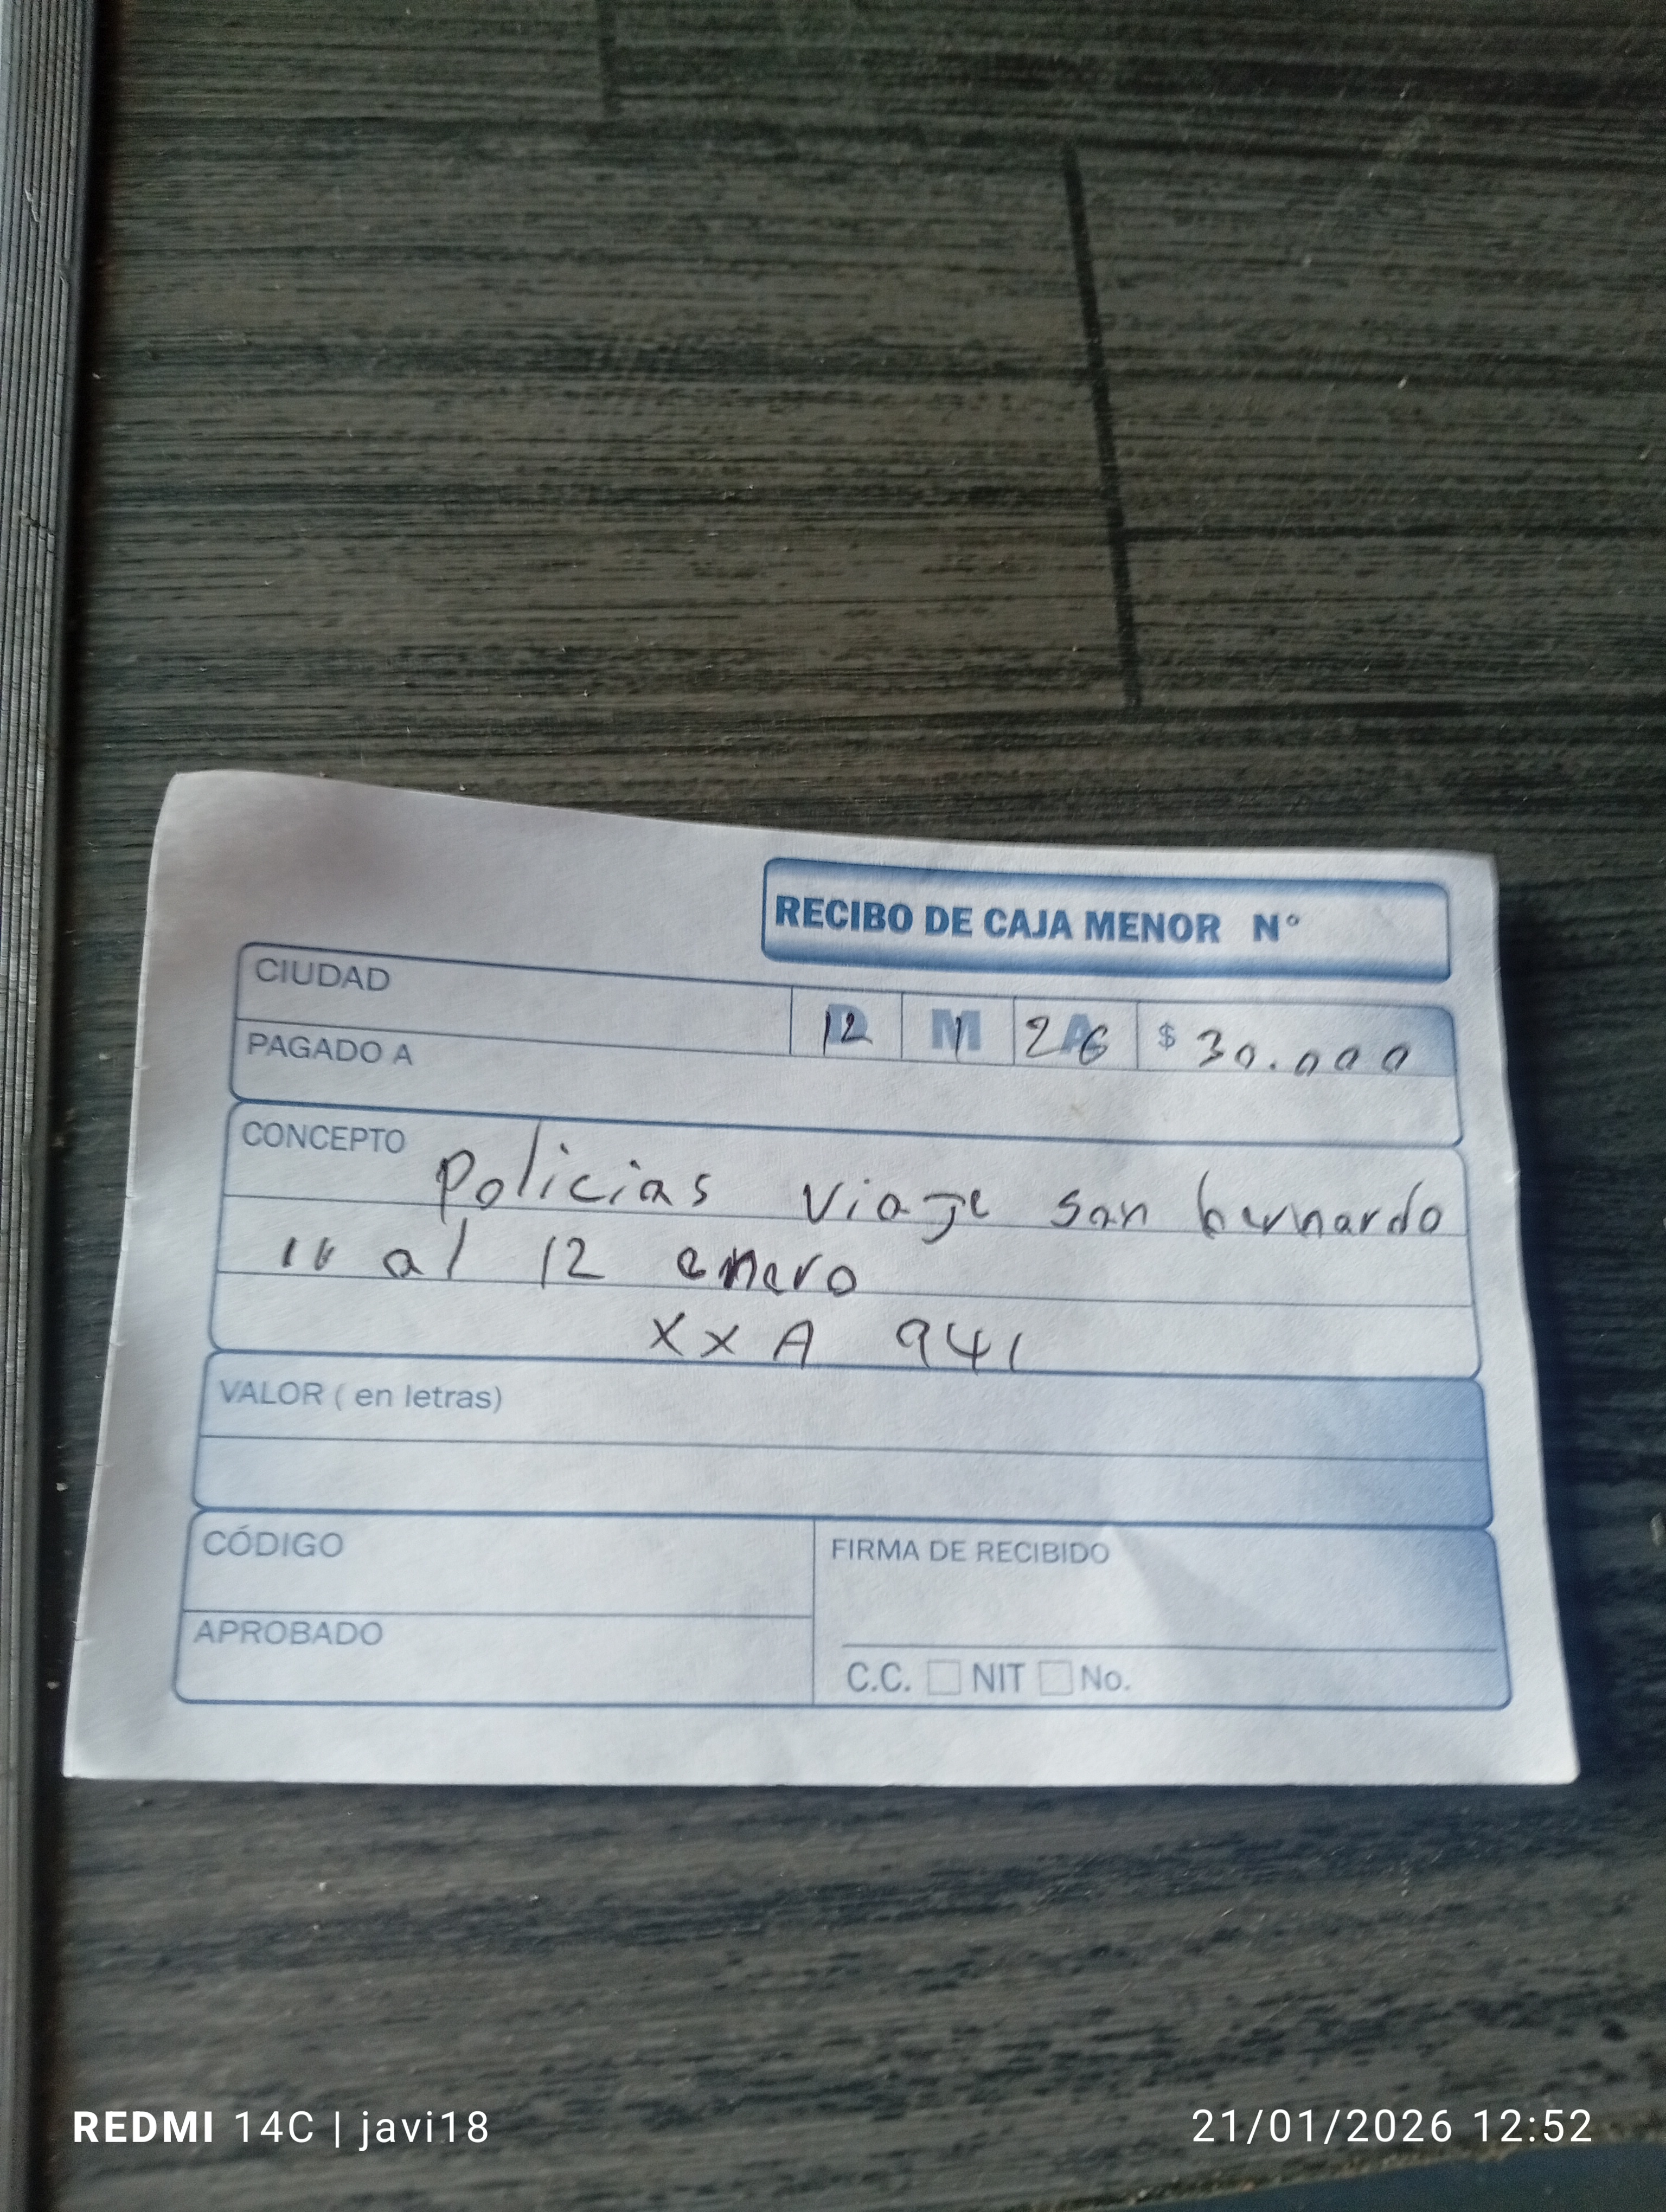 RECIBO DE CAJA MENOR N°
CIUDAD
D M A
12 1 26 $ 30.000
PAGADO A
CONCEPTO Policias Viaje san bernardo
al 12 enero
XXA 941
VALOR ( en letras)
CÓDIGO
FIRMA DE RECIBIDO
APROBADO
C.C. NIT No.
REDMI 14C | javi18
21/01/2026 12:52